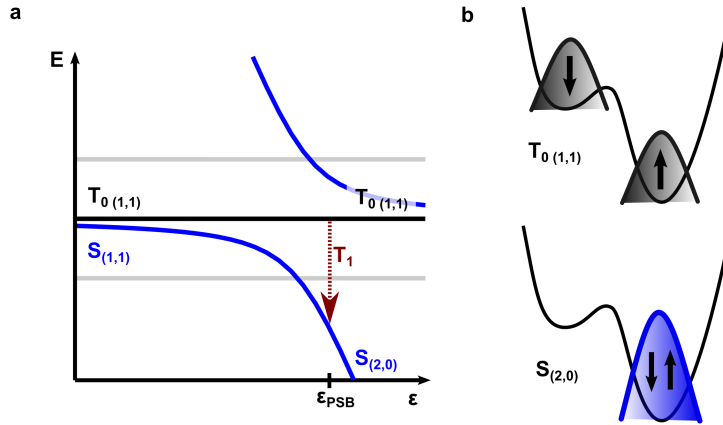 a
b
E
T0 (1,1)
T0 (1,1)
S(1,1)
T1
S(2,0)
εPSB
ε
T0 (1,1)
S(2,0)